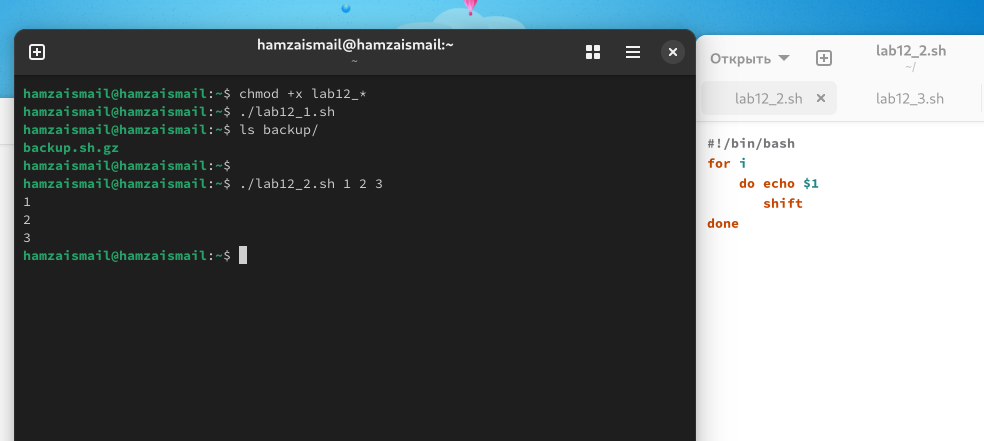 hamzaismail@hamzaismail:~
~
hamzaismail@hamzaismail:~$ chmod +x lab12_*
hamzaismail@hamzaismail:~$ ./lab12_1.sh
hamzaismail@hamzaismail:~$ ls backup/
backup.sh.gz
hamzaismail@hamzaismail:~$
hamzaismail@hamzaismail:~$ ./lab12_2.sh 1 2 3
1
2
3
hamzaismail@hamzaismail:~$
Открыть
lab12_2.sh
~/
lab12_2.sh
lab12_3.sh
#!/bin/bash
for i
    do echo $1
       shift
done